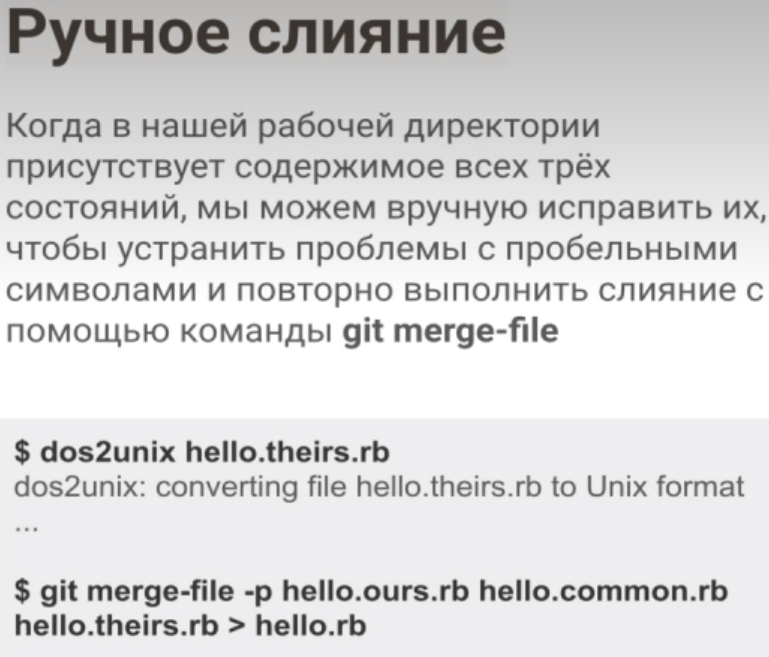 Ручное слияние
Когда в нашей рабочей директории
присутствует содержимое всех трёх
состояний, мы можем вручную исправить их,
чтобы устранить проблемы с пробельными
символами и повторно выполнить слияние с
помощью команды git merge-file
$ dos2unix hello.theirs.rb
dos2unix: converting file hello.theirs.rb to Unix format
...
$ git merge-file -p hello.ours.rb hello.common.rb
hello.theirs.rb > hello.rb